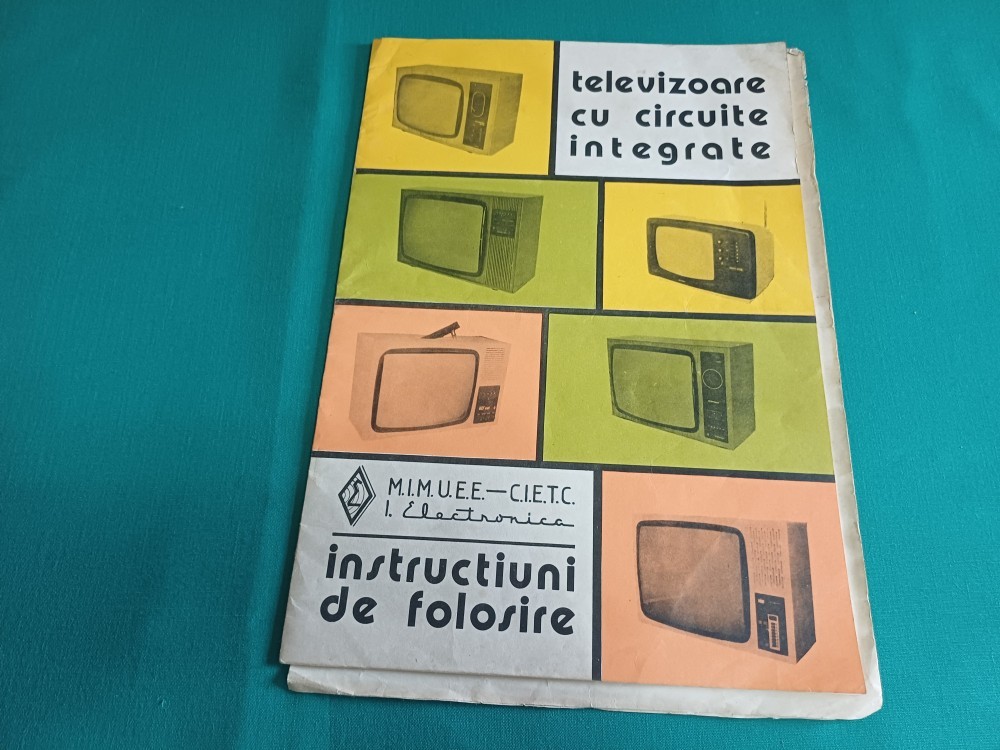 televizoare
cu circuite
integrate
M.I.M.U.E.E.—C.I.E.T.C.
I. Electronica
instructiuni
de folosire